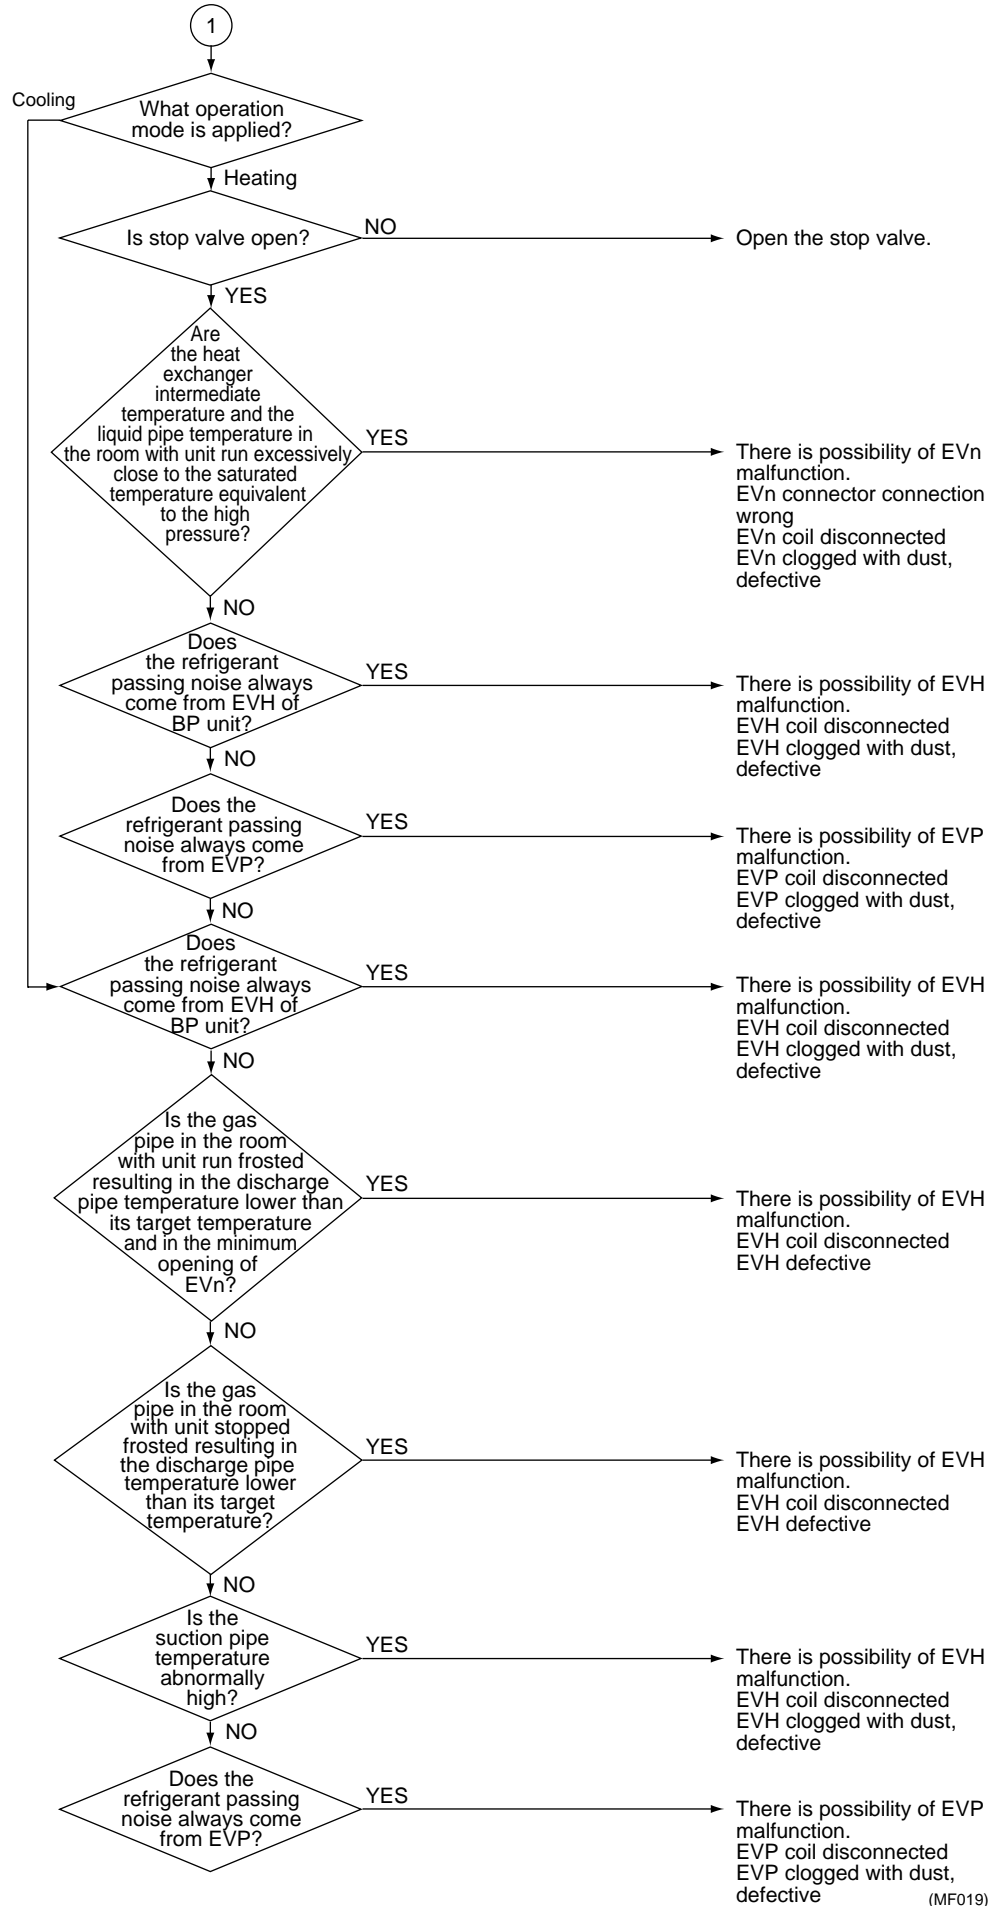 1
Cooling
What operation
mode is applied?
Heating
Is stop valve open?
NO
Open the stop valve.
YES
Are
the heat
exchanger
intermediate
temperature and the
liquid pipe temperature in
the room with unit run excessively
close to the saturated
temperature equivalent
to the high
pressure?
YES
There is possibility of EVn
malfunction.
EVn connector connection
wrong
EVn coil disconnected
EVn clogged with dust,
defective
NO
Does
the refrigerant
passing noise always
come from EVH of
BP unit?
YES
There is possibility of EVH
malfunction.
EVH coil disconnected
EVH clogged with dust,
defective
NO
Does the
refrigerant passing
noise always come
from EVP?
YES
There is possibility of EVP
malfunction.
EVP coil disconnected
EVP clogged with dust,
defective
NO
Does
the refrigerant
passing noise always
come from EVH of
BP unit?
YES
There is possibility of EVH
malfunction.
EVH coil disconnected
EVH clogged with dust,
defective
NO
Is the gas
pipe in the room
with unit run frosted
resulting in the discharge
pipe temperature lower than
its target temperature
and in the minimum
opening of
EVn?
YES
There is possibility of EVH
malfunction.
EVH coil disconnected
EVH defective
NO
Is the gas
pipe in the room
with unit stopped
frosted resulting in
the discharge pipe
temperature lower
than its target
temperature?
YES
There is possibility of EVH
malfunction.
EVH coil disconnected
EVH defective
NO
Is the
suction pipe
temperature
abnormally
high?
YES
There is possibility of EVH
malfunction.
EVH coil disconnected
EVH clogged with dust,
defective
NO
Does the
refrigerant passing
noise always come
from EVP?
YES
There is possibility of EVP
malfunction.
EVP coil disconnected
EVP clogged with dust,
defective
(MF019)